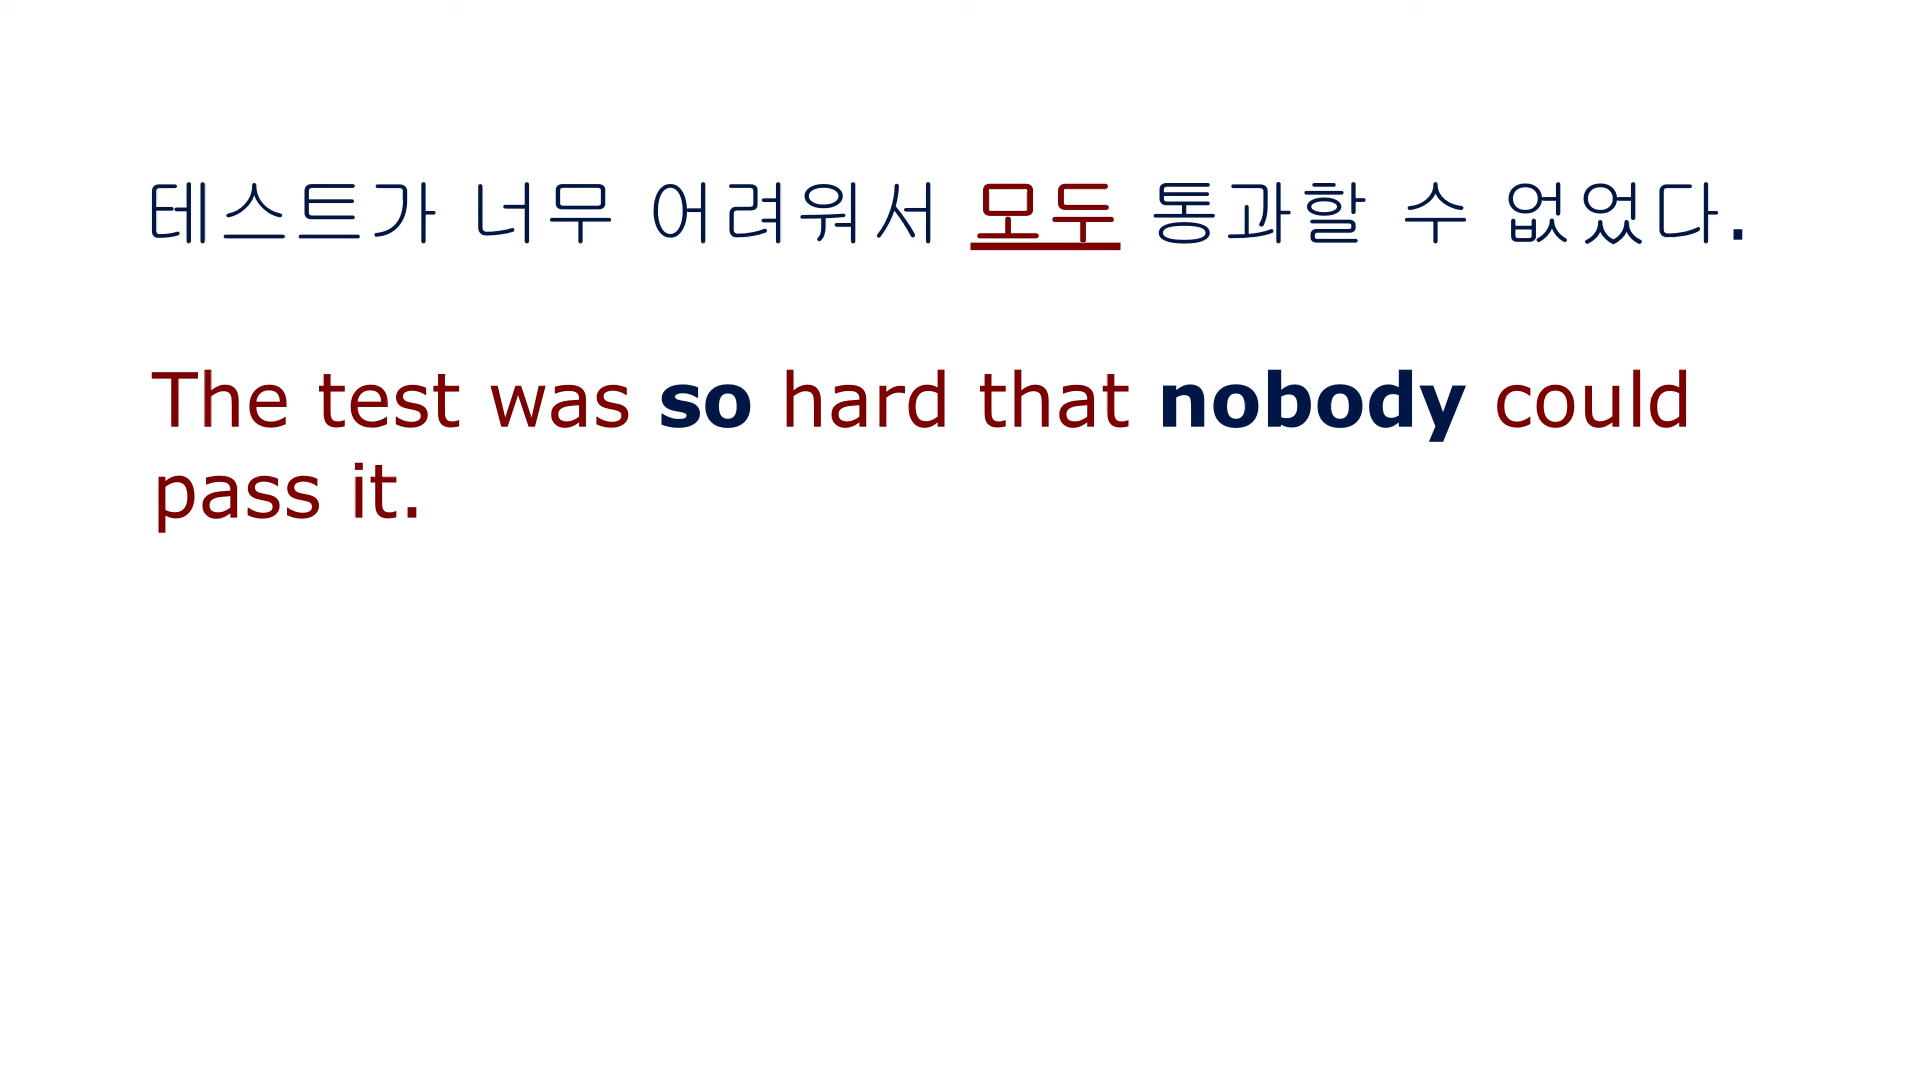 테스트가 너무 어려워서 모두 통과할 수 없었다.
The test was so hard that nobody could
pass it.